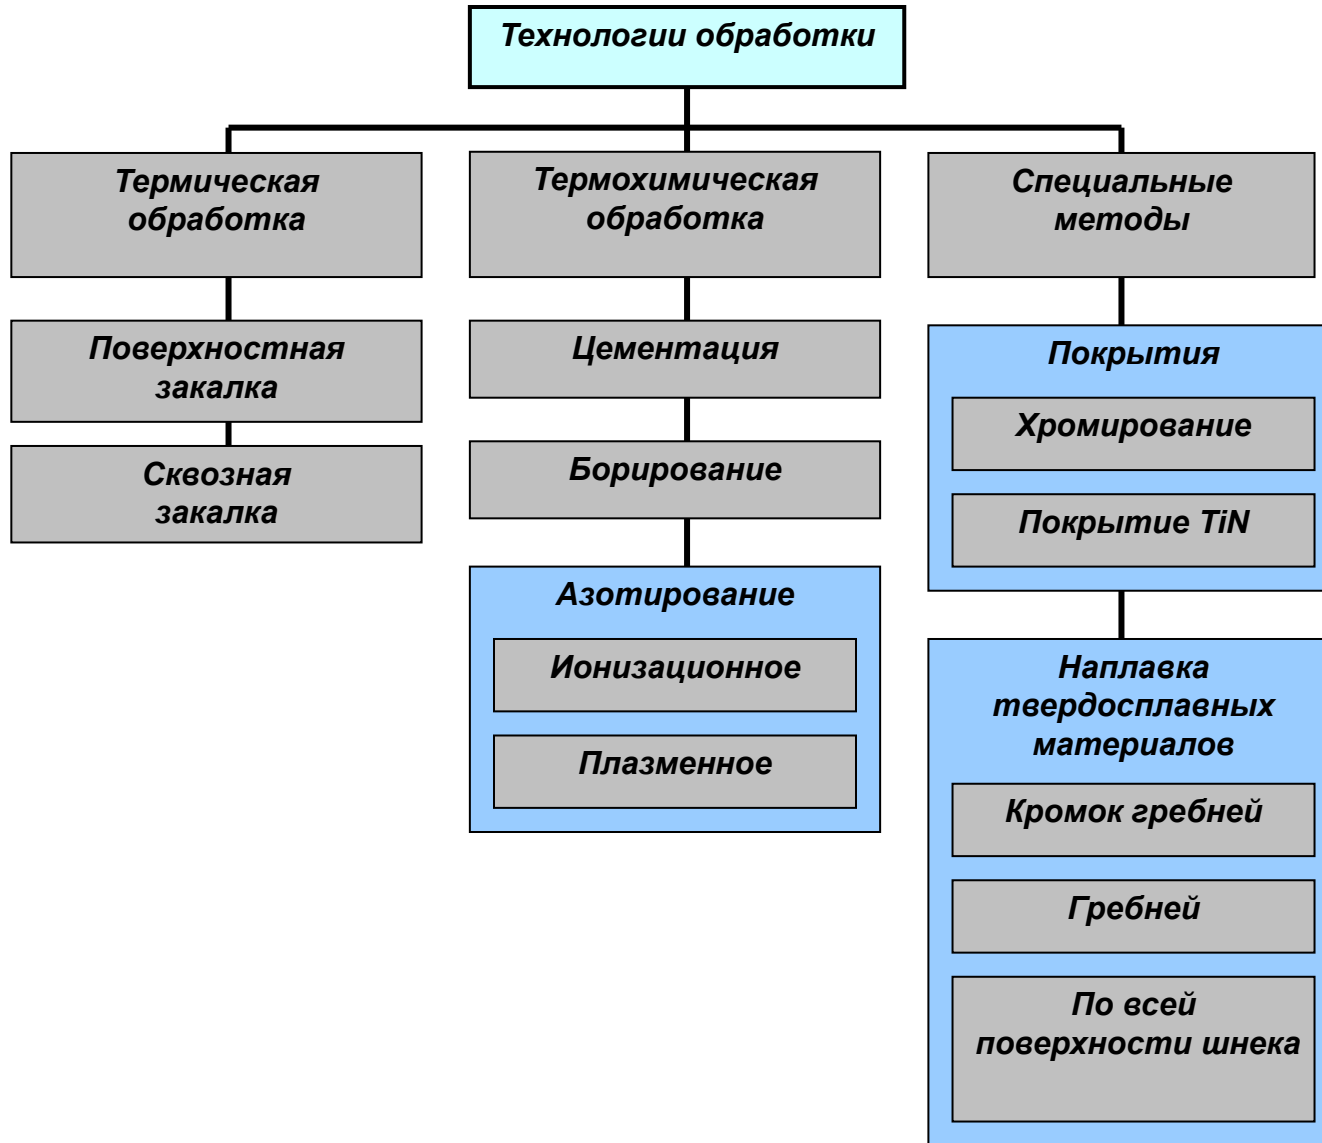 Технологии обработки
Термическая
обработка
Поверхностная
закалка
Сквозная
закалка
Термохимическая
обработка
Цементация
Борирование
Азотирование
Ионизационное
Плазменное
Специальные
методы
Покрытия
Хромирование
Покрытие TiN
Наплавка
твердосплавных
материалов
Кромок гребней
Гребней
По всей
поверхности шнека